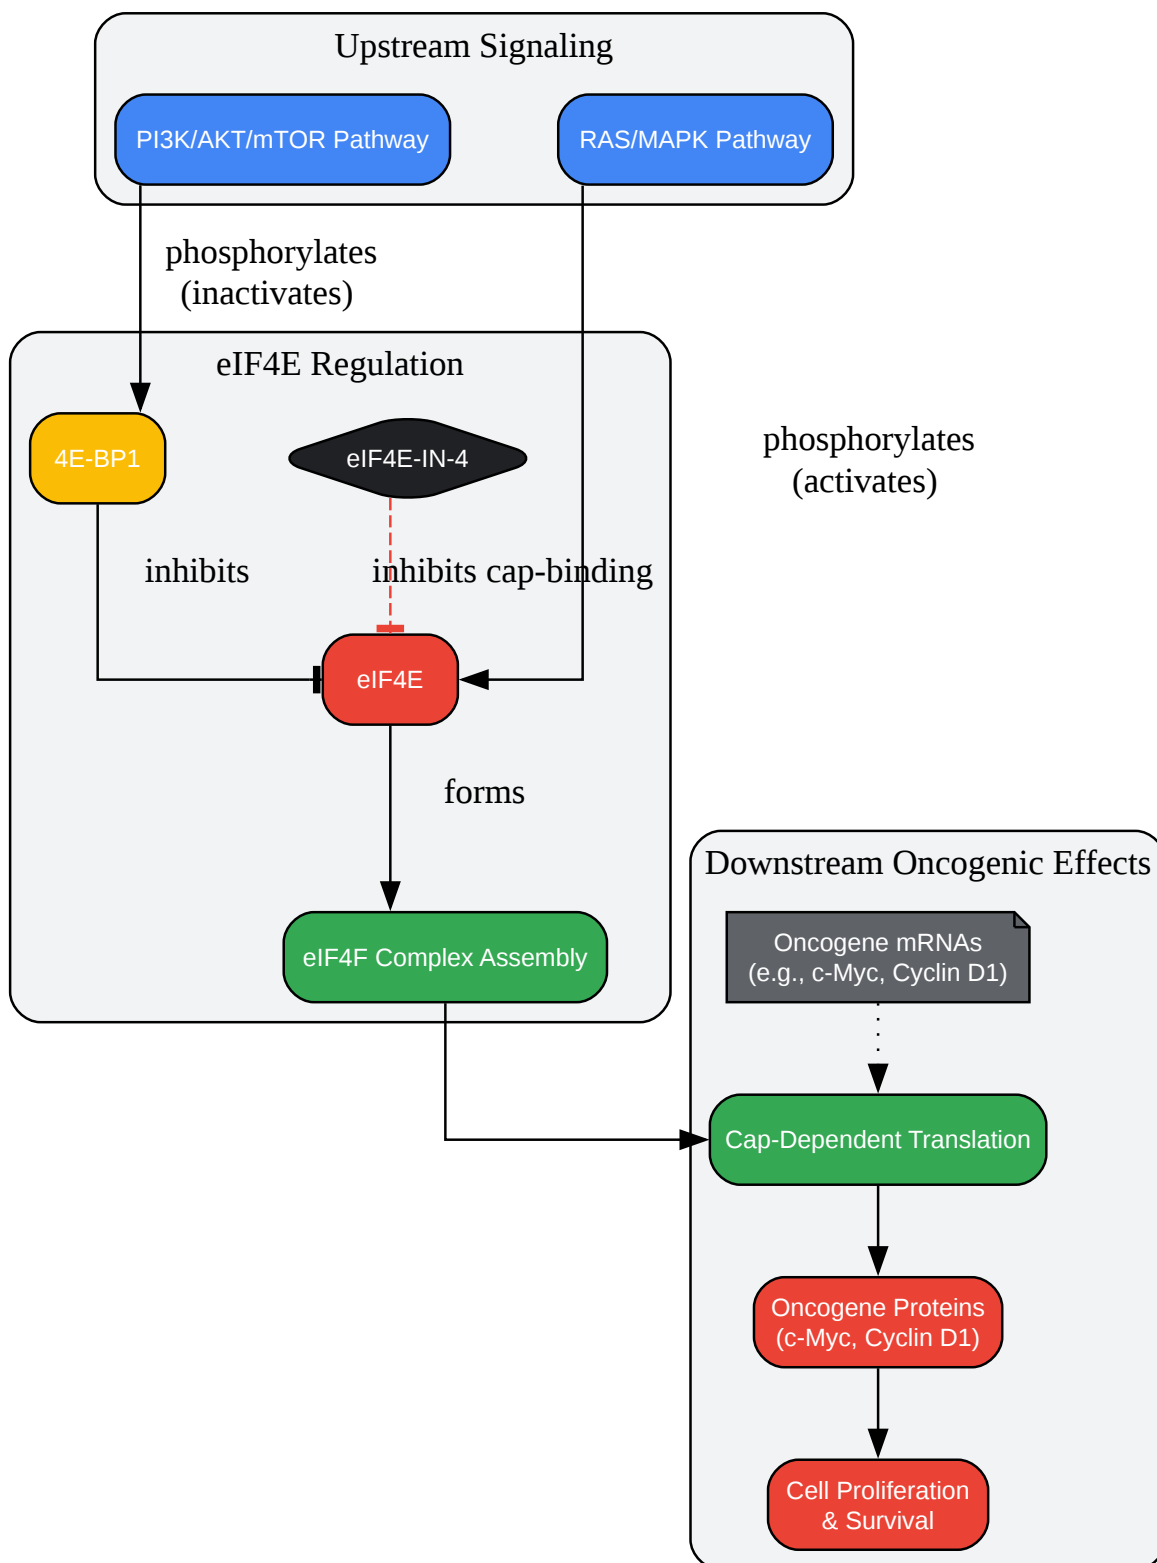 Upstream Signaling
PI3K/AKT/mTOR Pathway
RAS/MAPK Pathway
phosphorylates
(inactivates)
eIF4E Regulation
4E-BP1
eIF4E-IN-4
phosphorylates
(activates)
inhibits
inhibits cap-binding
eIF4E
forms
Downstream Oncogenic Effects
eIF4F Complex Assembly
Oncogene mRNAs
(e.g., c-Myc, Cyclin D1)
Cap-Dependent Translation
Oncogene Proteins
(c-Myc, Cyclin D1)
Cell Proliferation
& Survival